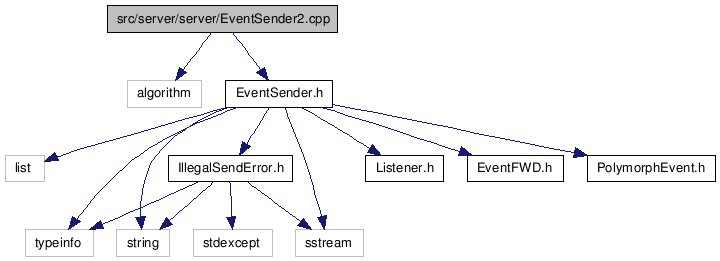 src/server/server/EventSender2.cpp
algorithm
EventSender.h
list
IllegalSendError.h
Listener.h
EventFWD.h
PolymorphEvent.h
typeinfo
string
stdexcept
sstream